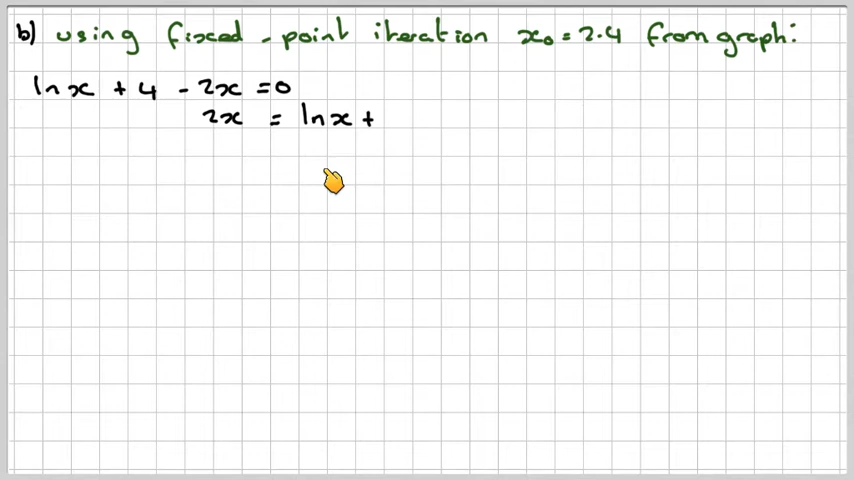 b) using fixed - point iteration x₀ = 2.4 from graph:
ln x + 4 - 2x = 0
2x = ln x +